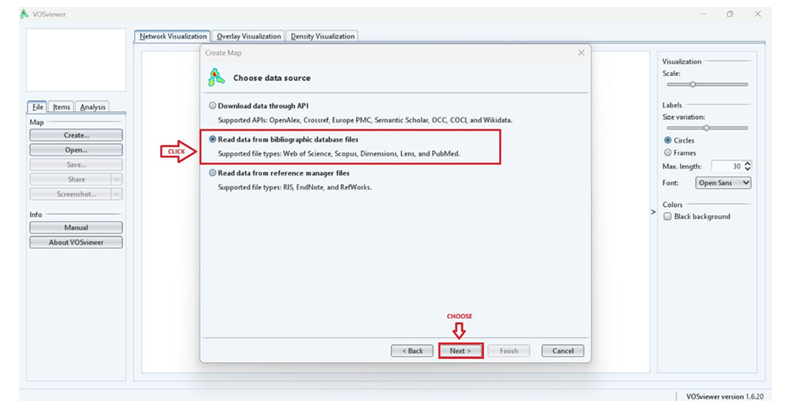 VOSviewer
Network Visualization Overlay Visualization Density Visualization
File Items Analysis
Map
Create...
Open...
Save...
Share
Screenshot...
Info
Manual
About VOSviewer
Create Map
Choose data source
Download data through API
Supported APIs: OpenAlex, Crossref, Europe PMC, Semantic Scholar, OCC, COCI, and Wikidata.
CLICK
Read data from bibliographic database files
Supported file types: Web of Science, Scopus, Dimensions, Lens, and PubMed.
Read data from reference manager files
Supported file types: RIS, EndNote, and RefWorks.
CHOOSE
< Back Next > Finish Cancel
Visualization
Scale:
Labels
Size variation:
Circles
Frames
Max. length: 30
Font: Open Sans
Colors
Black background
>
VOSviewer version 1.6.20